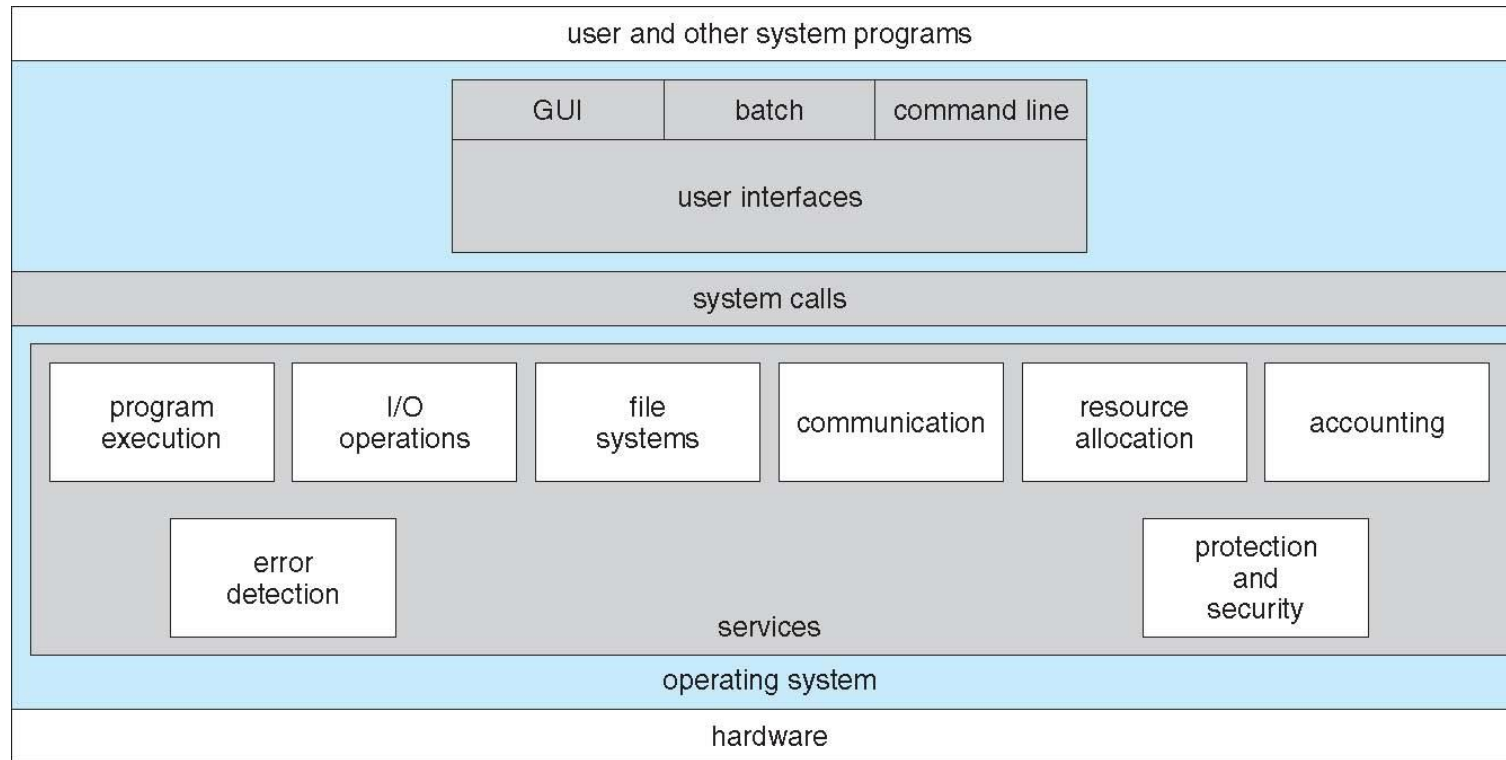 user and other system programs
GUI
batch
command line
user interfaces
system calls
program
execution
I/O
operations
file
systems
communication
resource
allocation
accounting
error
detection
protection
and
security
services
operating system
hardware